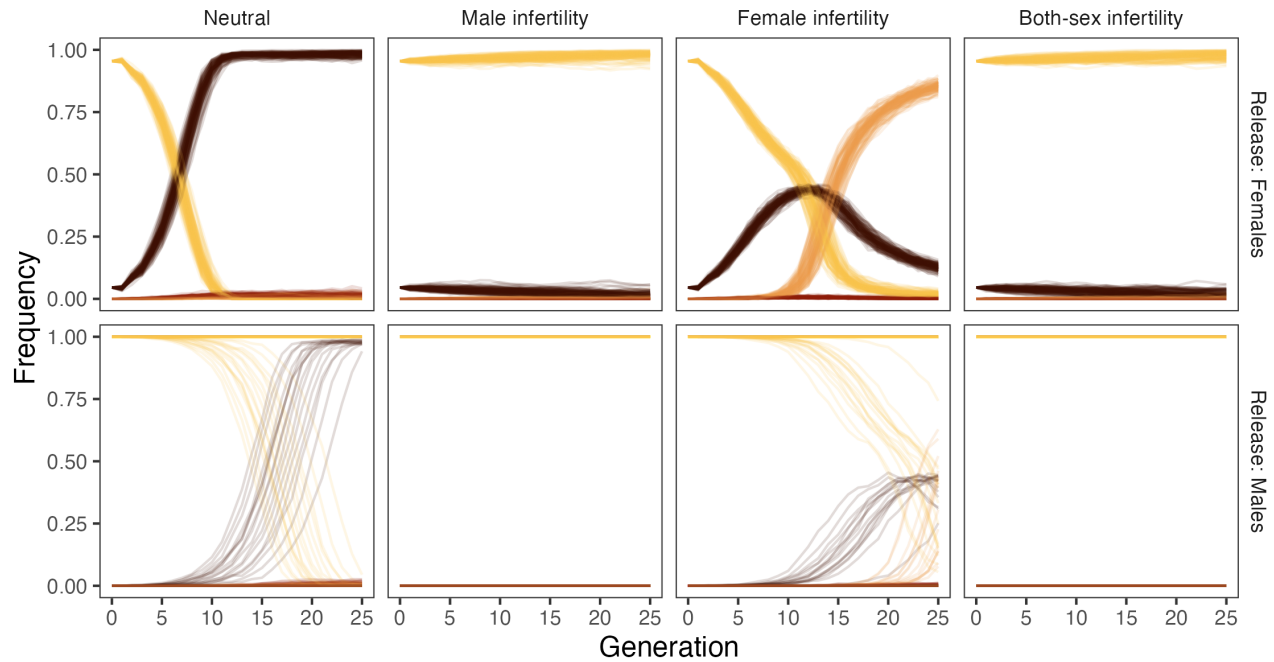 Neutral Male infertility Female infertility Both-sex infertility
1.00
0.75
0.50
0.25
0.00
Release: Females
Frequency
1.00
0.75
0.50
0.25
0.00
Release: Males
0 5 10 15 20 25 0 5 10 15 20 25 0 5 10 15 20 25 0 5 10 15 20 25
Generation